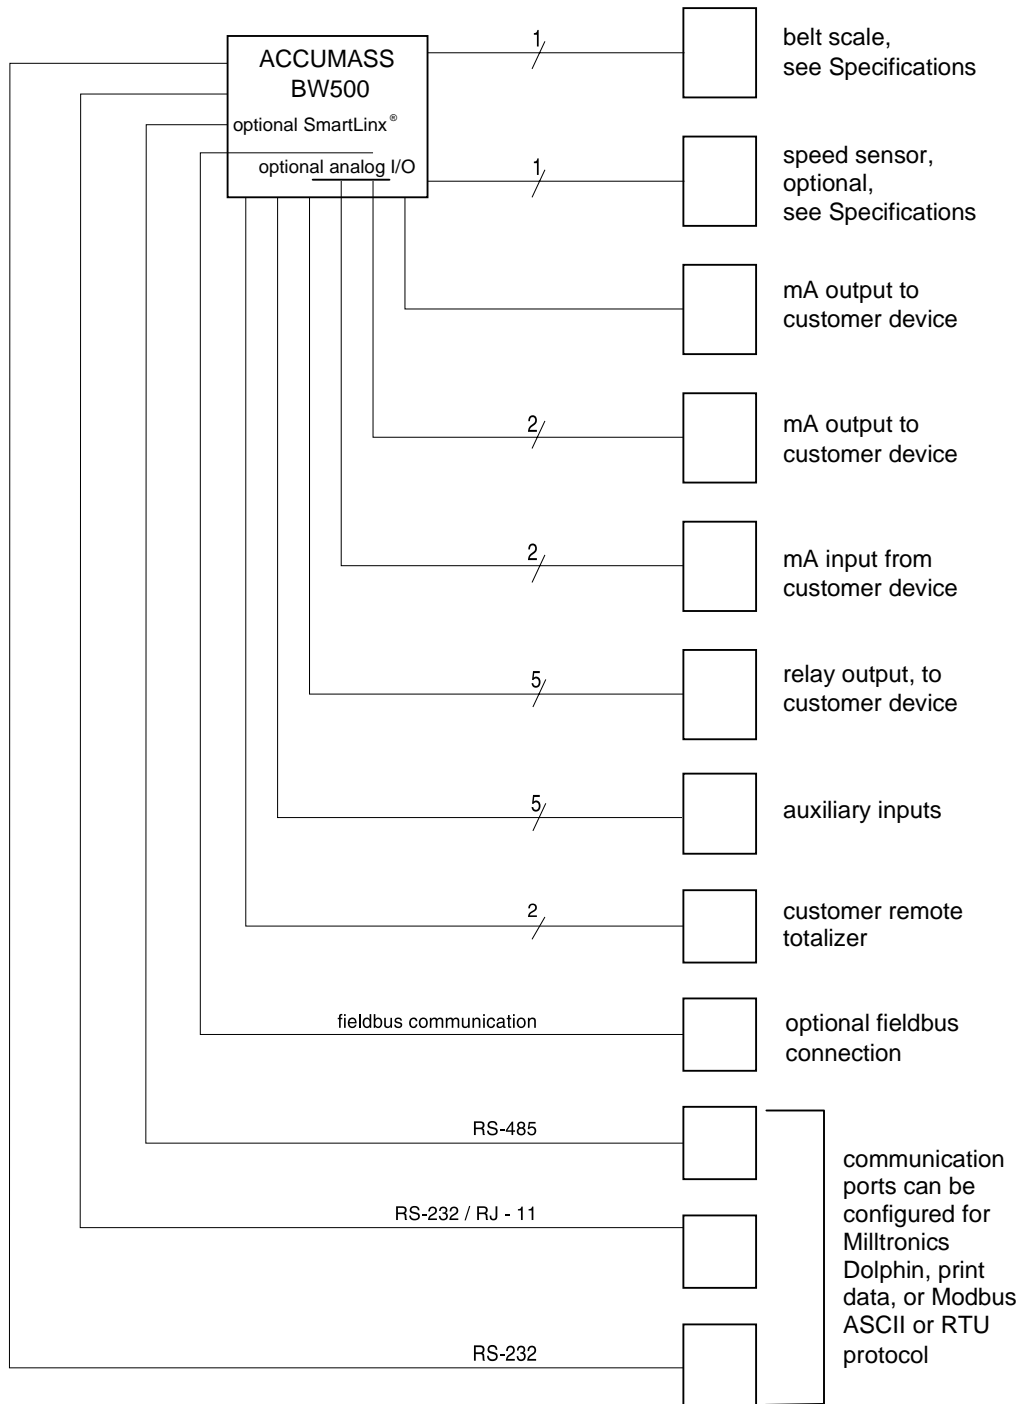 ACCUMASS
BW500
optional SmartLinx®
optional analog I/O
1
belt scale,
see Specifications
1
speed sensor,
optional,
see Specifications
mA output to
customer device
2
mA output to
customer device
2
mA input from
customer device
5
relay output, to
customer device
5
auxiliary inputs
2
customer remote
totalizer
fieldbus communication
optional fieldbus
connection
RS-485
RS-232 / RJ - 11
RS-232
communication
ports can be
configured for
Milltronics
Dolphin, print
data, or Modbus
ASCII or RTU
protocol